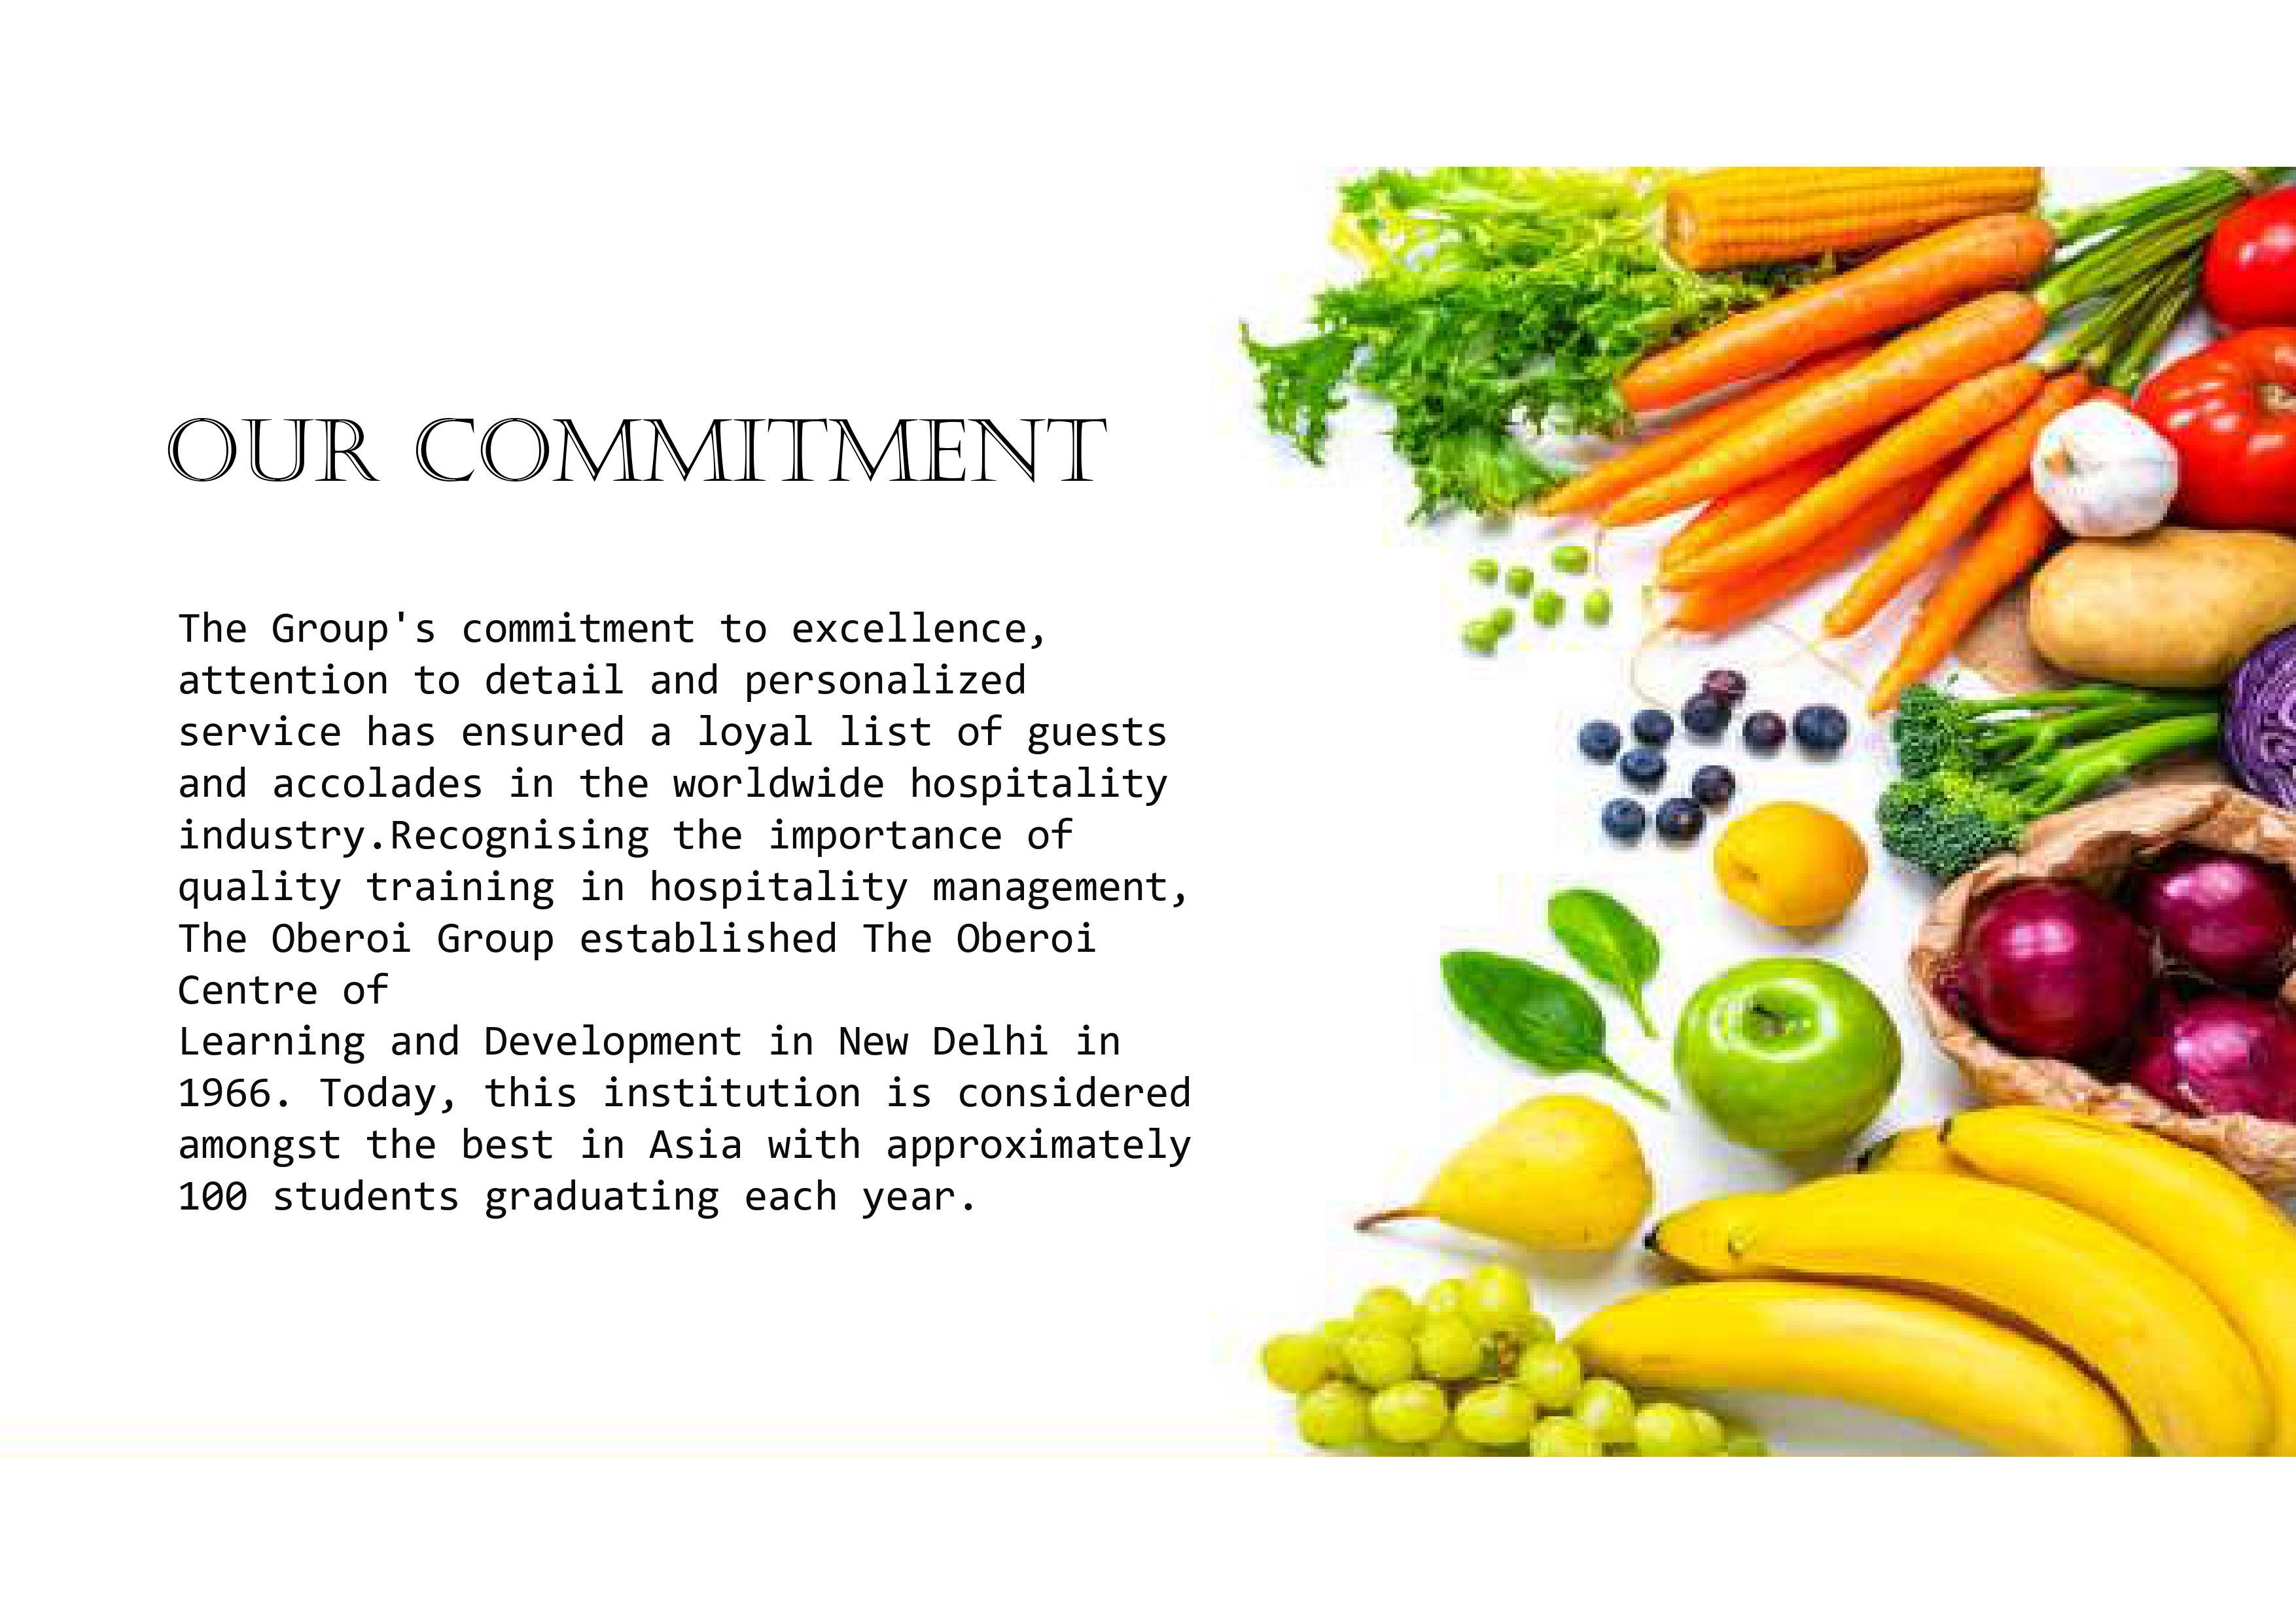 OUR COMMITMENT
The Group's commitment to excellence,
attention to detail and personalized
service has ensured a loyal list of guests
and accolades in the worldwide hospitality
industry.Recognising the importance of
quality training in hospitality management,
The Oberoi Group established The Oberoi
Centre of
Learning and Development in New Delhi in
1966. Today, this institution is considered
amongst the best in Asia with approximately
100 students graduating each year.